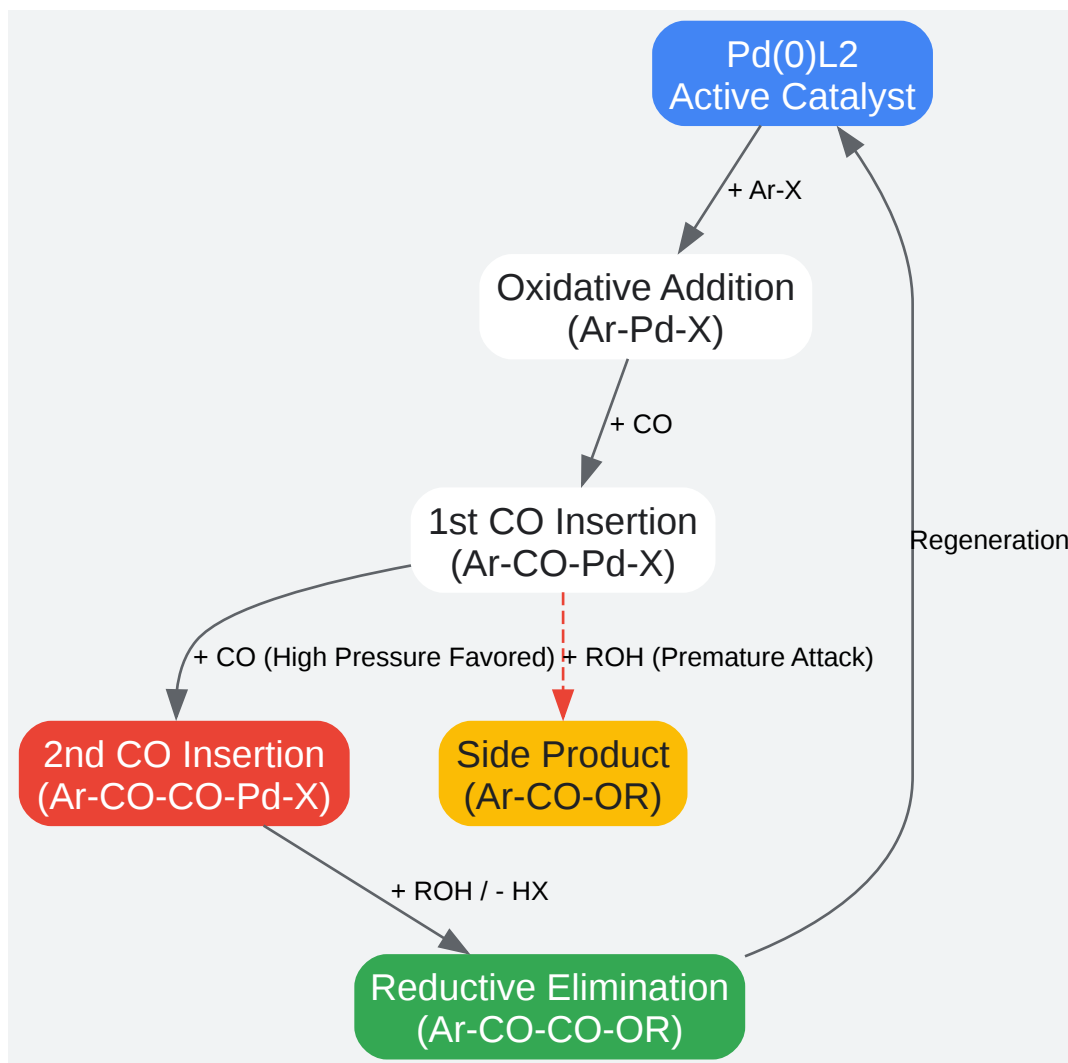 Pd(0)L2
Active Catalyst
+ Ar-X
Oxidative Addition
(Ar-Pd-X)
+ CO
1st CO Insertion
(Ar-CO-Pd-X)
Regeneration
+ CO (High Pressure Favored)
+ ROH (Premature Attack)
2nd CO Insertion
(Ar-CO-CO-Pd-X)
Side Product
(Ar-CO-OR)
+ ROH / - HX
Reductive Elimination
(Ar-CO-CO-OR)